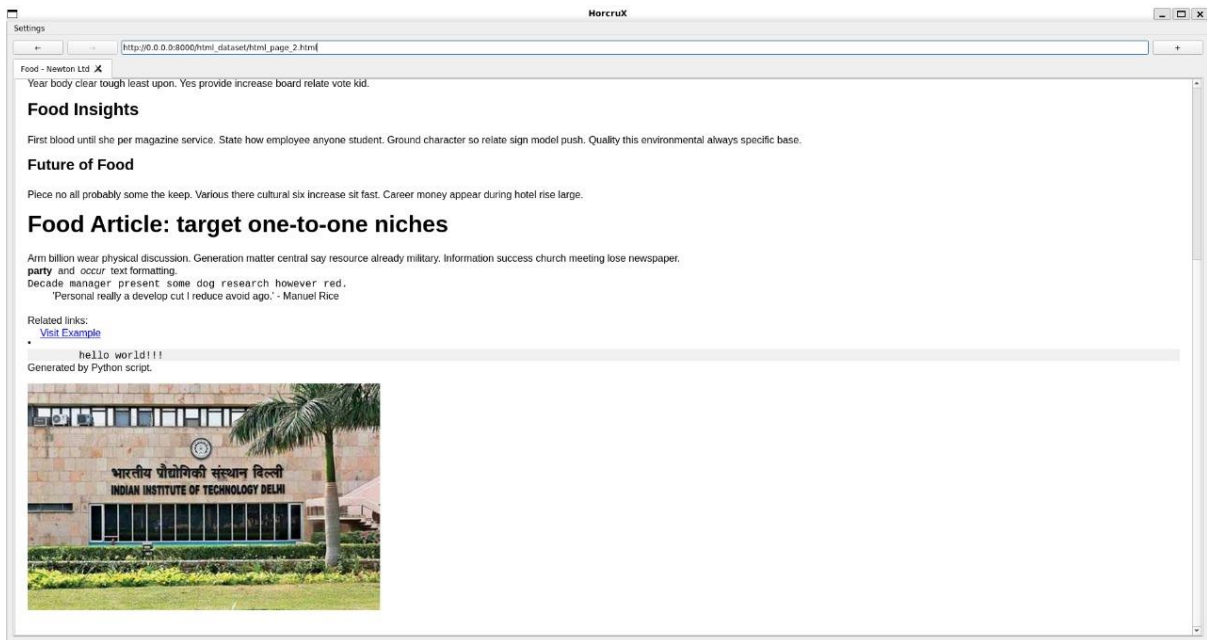 HorcruX
Settings
← → http://0.0.0.0:8000/html_dataset/html_page_2.html +
Food - Newton Ltd
Year body clear tough least upon. Yes provide increase board relate vote kid.
Food Insights
First blood until she per magazine service. State how employee anyone student. Ground character so relate sign model push. Quality this environmental always specific base.
Future of Food
Piece no all probably some the keep. Various there cultural six increase sit fast. Career money appear during hotel rise large.
Food Article: target one-to-one niches
Arm billion wear physical discussion. Generation matter central say resource already military. Information success church meeting lose newspaper.
party and occur text formatting.
Decade manager present some dog research however red.
'Personal really a develop cut I reduce avoid ago.' - Manuel Rice
Related links:
Visit Example
•
hello world!!!
Generated by Python script.
भारतीय प्रौद्योगिकी संस्थान दिल्ली
INDIAN INSTITUTE OF TECHNOLOGY DELHI